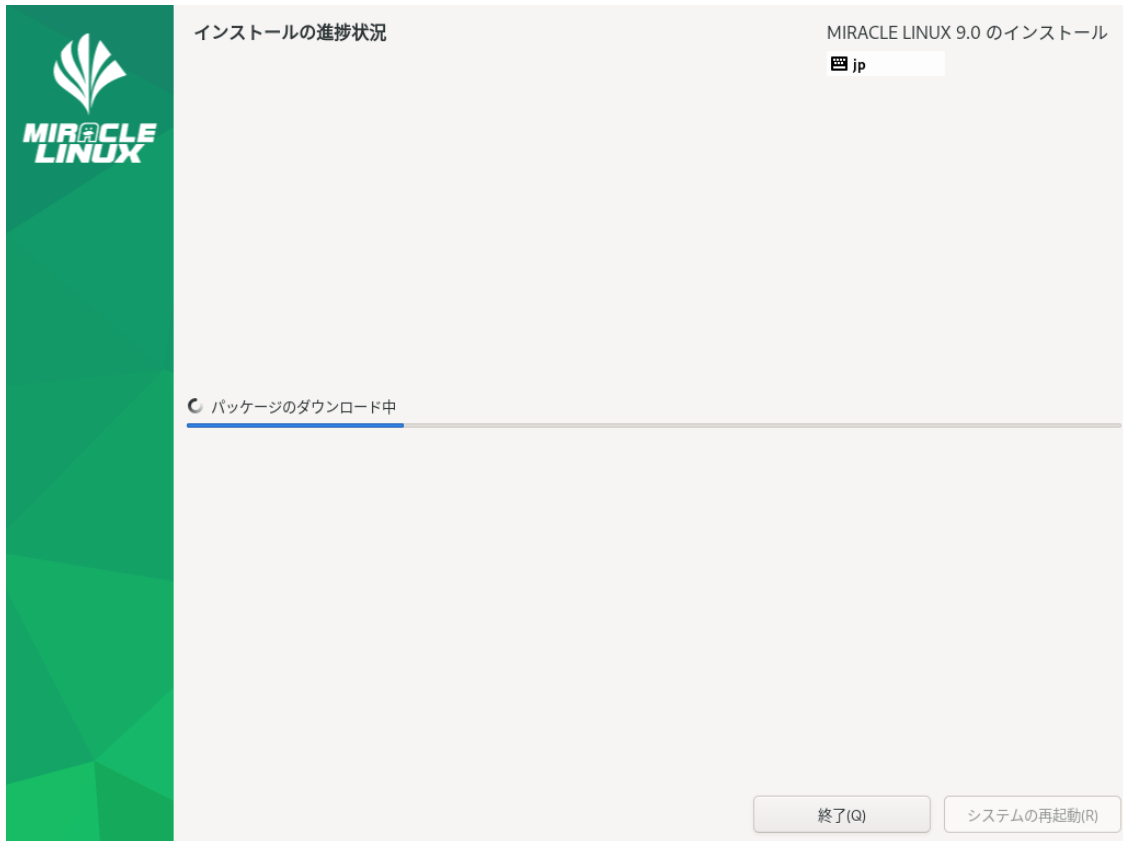 MIRACLE
LINUX
インストールの進捗状況
MIRACLE LINUX 9.0 のインストール
jp
パッケージのダウンロード中
終了(Q)
システムの再起動(R)